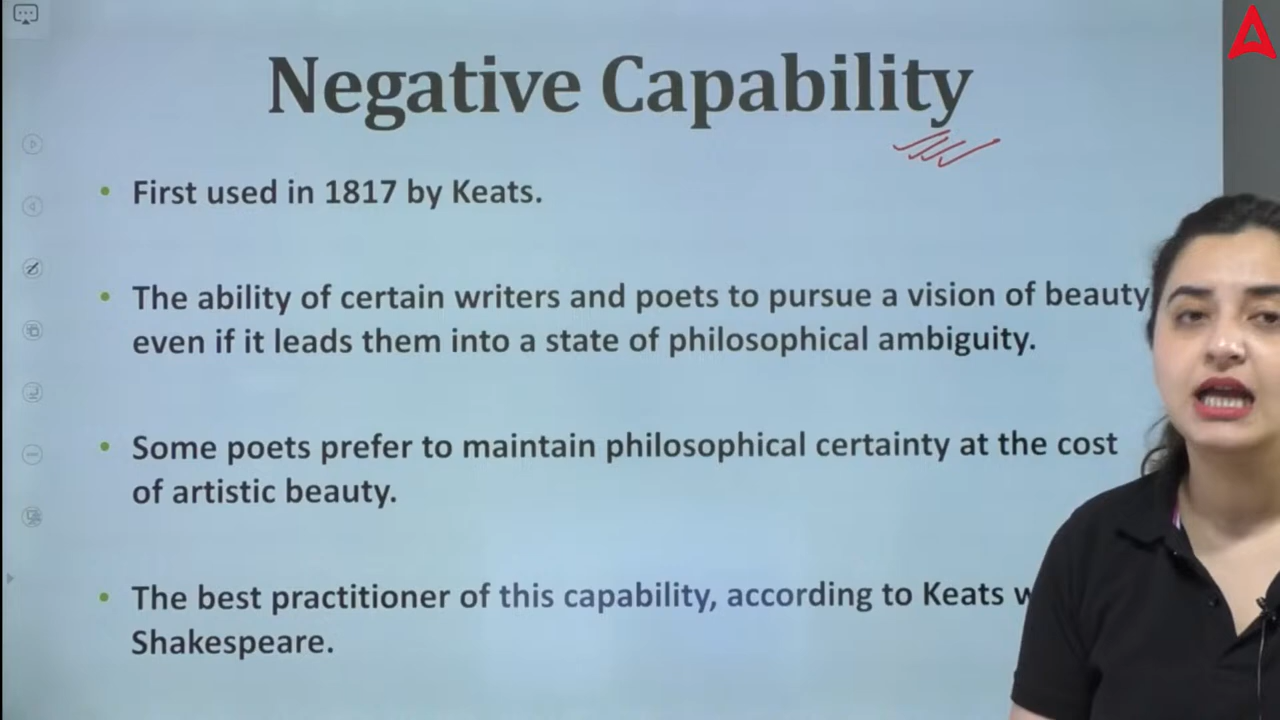 Negative Capability
• First used in 1817 by Keats.
• The ability of certain writers and poets to pursue a vision of beauty
even if it leads them into a state of philosophical ambiguity.
• Some poets prefer to maintain philosophical certainty at the cost
of artistic beauty.
• The best practitioner of this capability, according to Keats
Shakespeare.